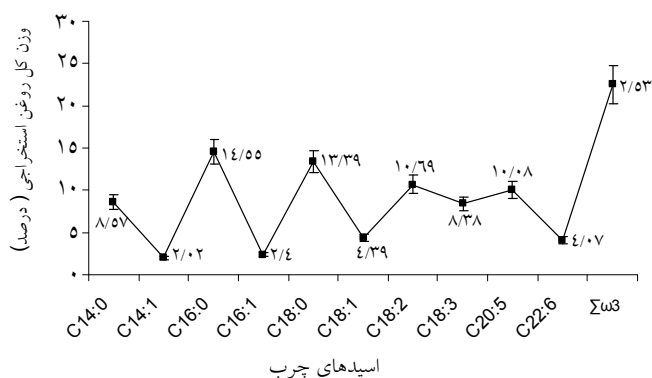 وزن کل روغن استخراجی ( درصد)
۳۰
۲۵
۲۰
۱۵
۱۰
۵
۰
۸/۵۷
۲/۰۲
۱۴/۵۵
۲/۴
۱۳/۳۹
۴/۳۹
۱۰/۶۹
۸/۳۸
۱۰/۰۸
۴/۰۷
۲/۵۳
C14:0
C14:1
C16:0
C16:1
C18:0
C18:1
C18:2
C18:3
C20:5
C22:6
∑ω3
اسیدهای چرب